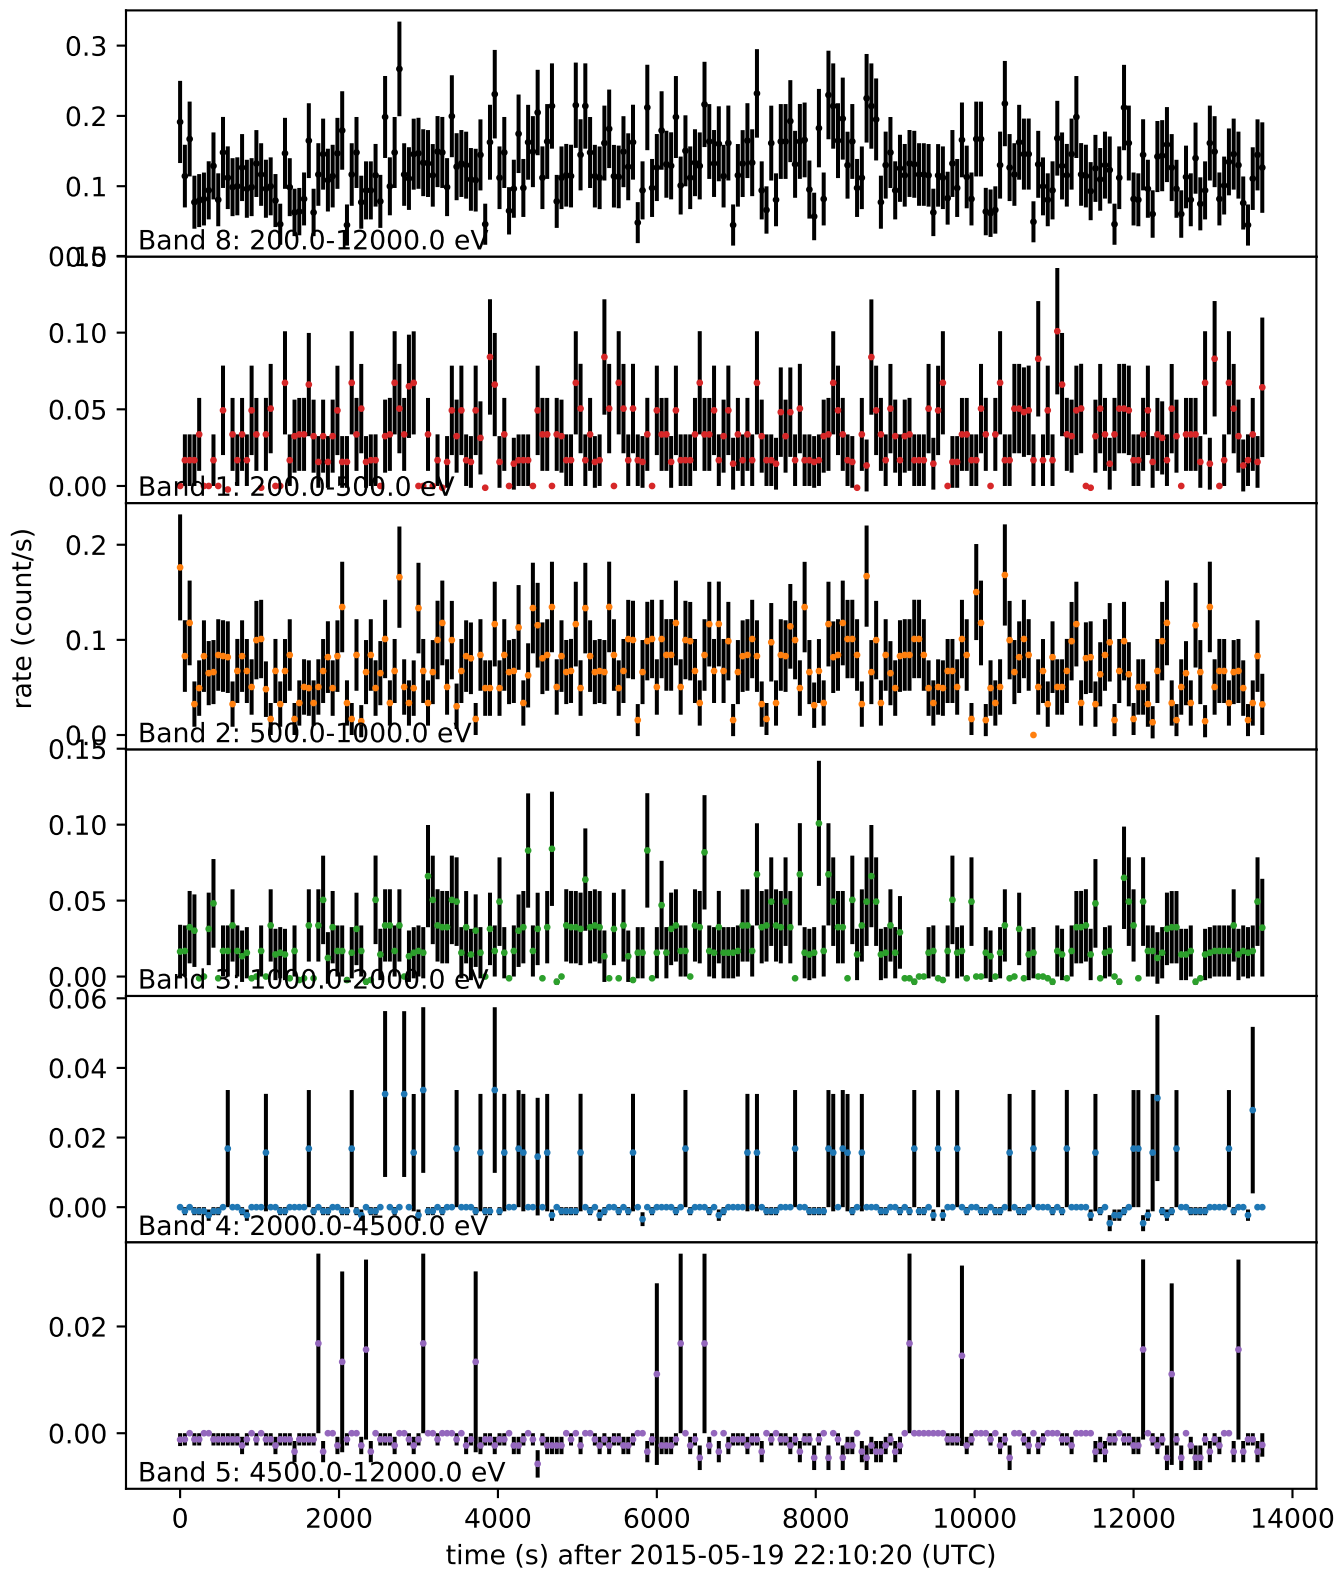 0.3
0.2
0.1
0.0
Band 8: 200.0-12000.0 eV
0.15
0.10
0.05
0.00
Band 1: 200.0-500.0 eV
rate (count/s)
0.2
0.1
0.0
Band 2: 500.0-1000.0 eV
0.15
0.10
0.05
0.00
Band 3: 1000.0-2000.0 eV
0.06
0.04
0.02
0.00
Band 4: 2000.0-4500.0 eV
0.02
0.00
Band 5: 4500.0-12000.0 eV
0 2000 4000 6000 8000 10000 12000 14000
time (s) after 2015-05-19 22:10:20 (UTC)